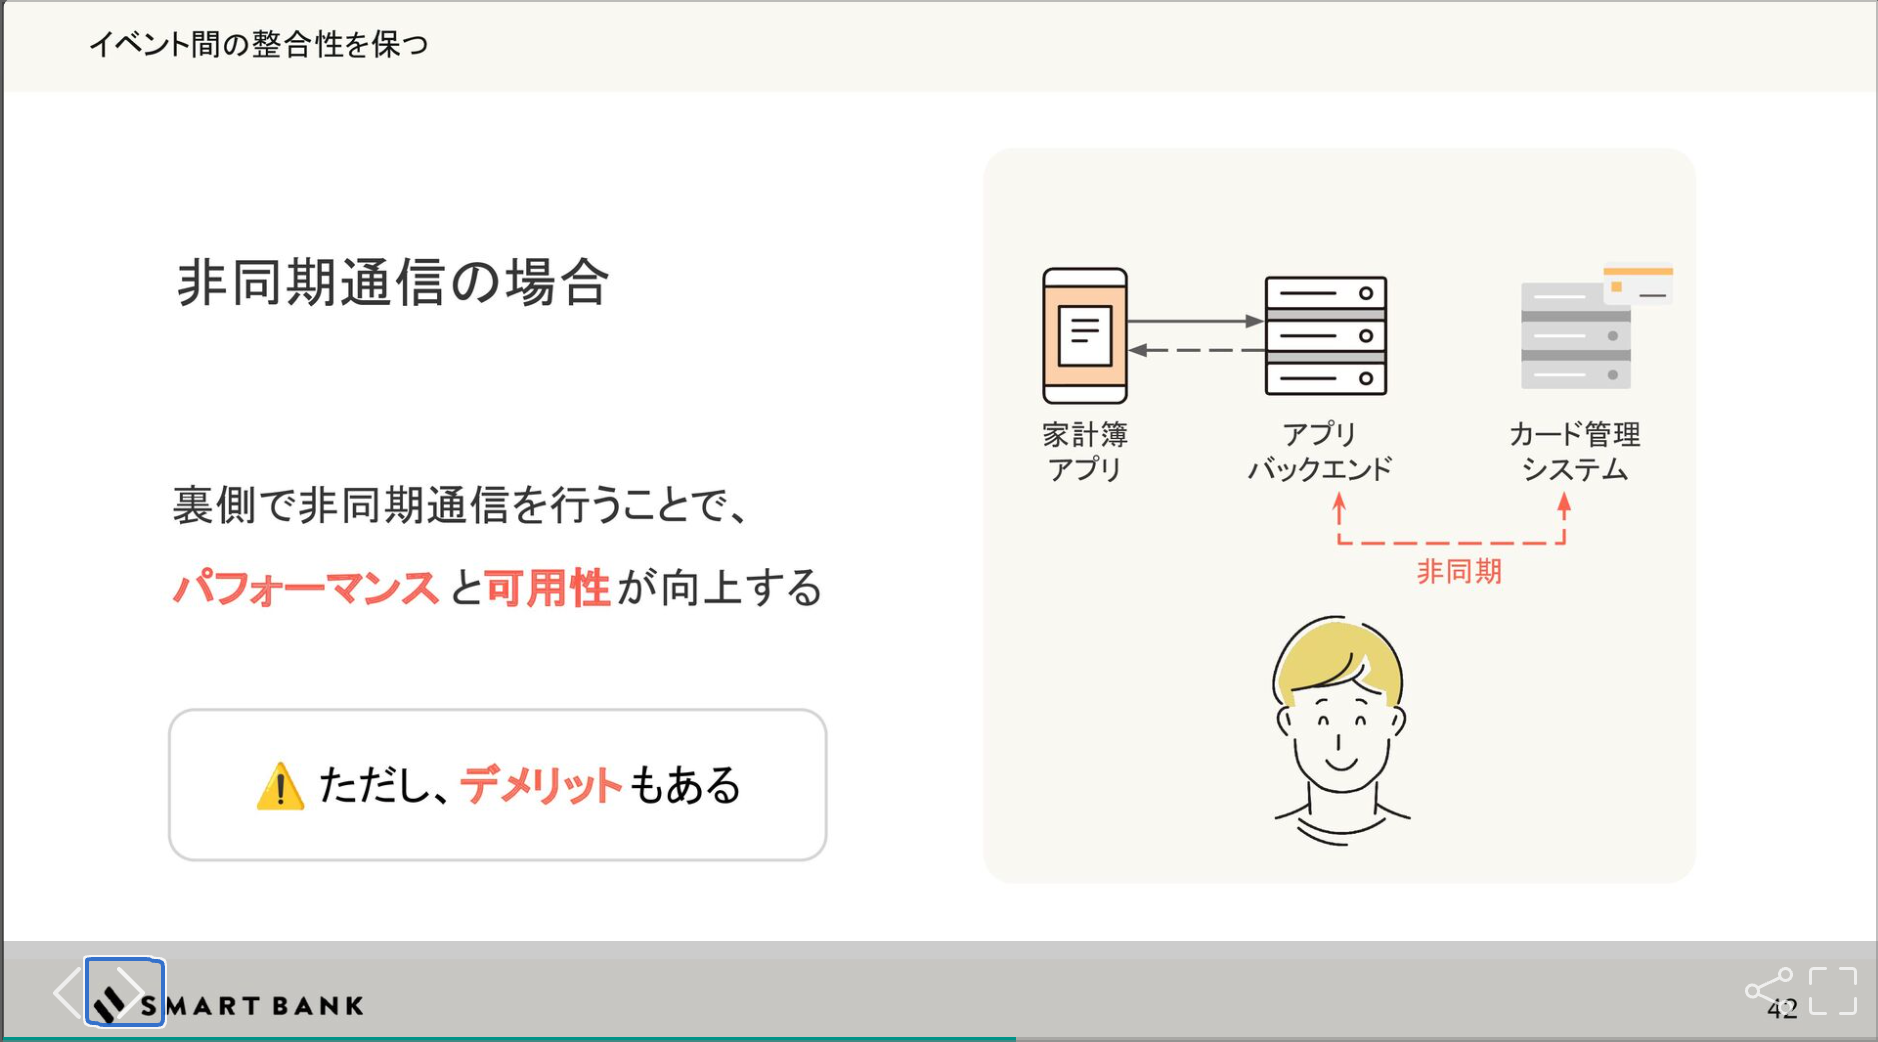 イベント間の整合性を保つ
非同期通信の場合
裏側で非同期通信を行うことで、
パフォーマンスと可用性が向上する
⚠️ ただし、デメリットもある
家計簿
アプリ
アプリ
バックエンド
カード管理
システム
非同期
SMART BANK
42